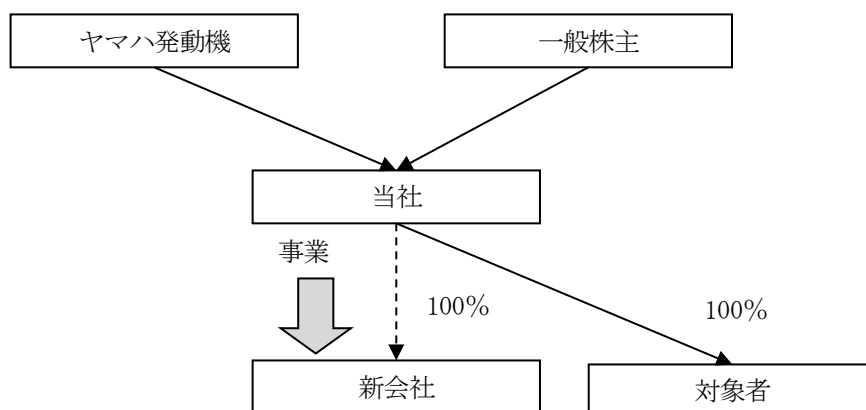 ヤマハ発動機
一般株主
当社
事業
100%
100%
新会社
対象者